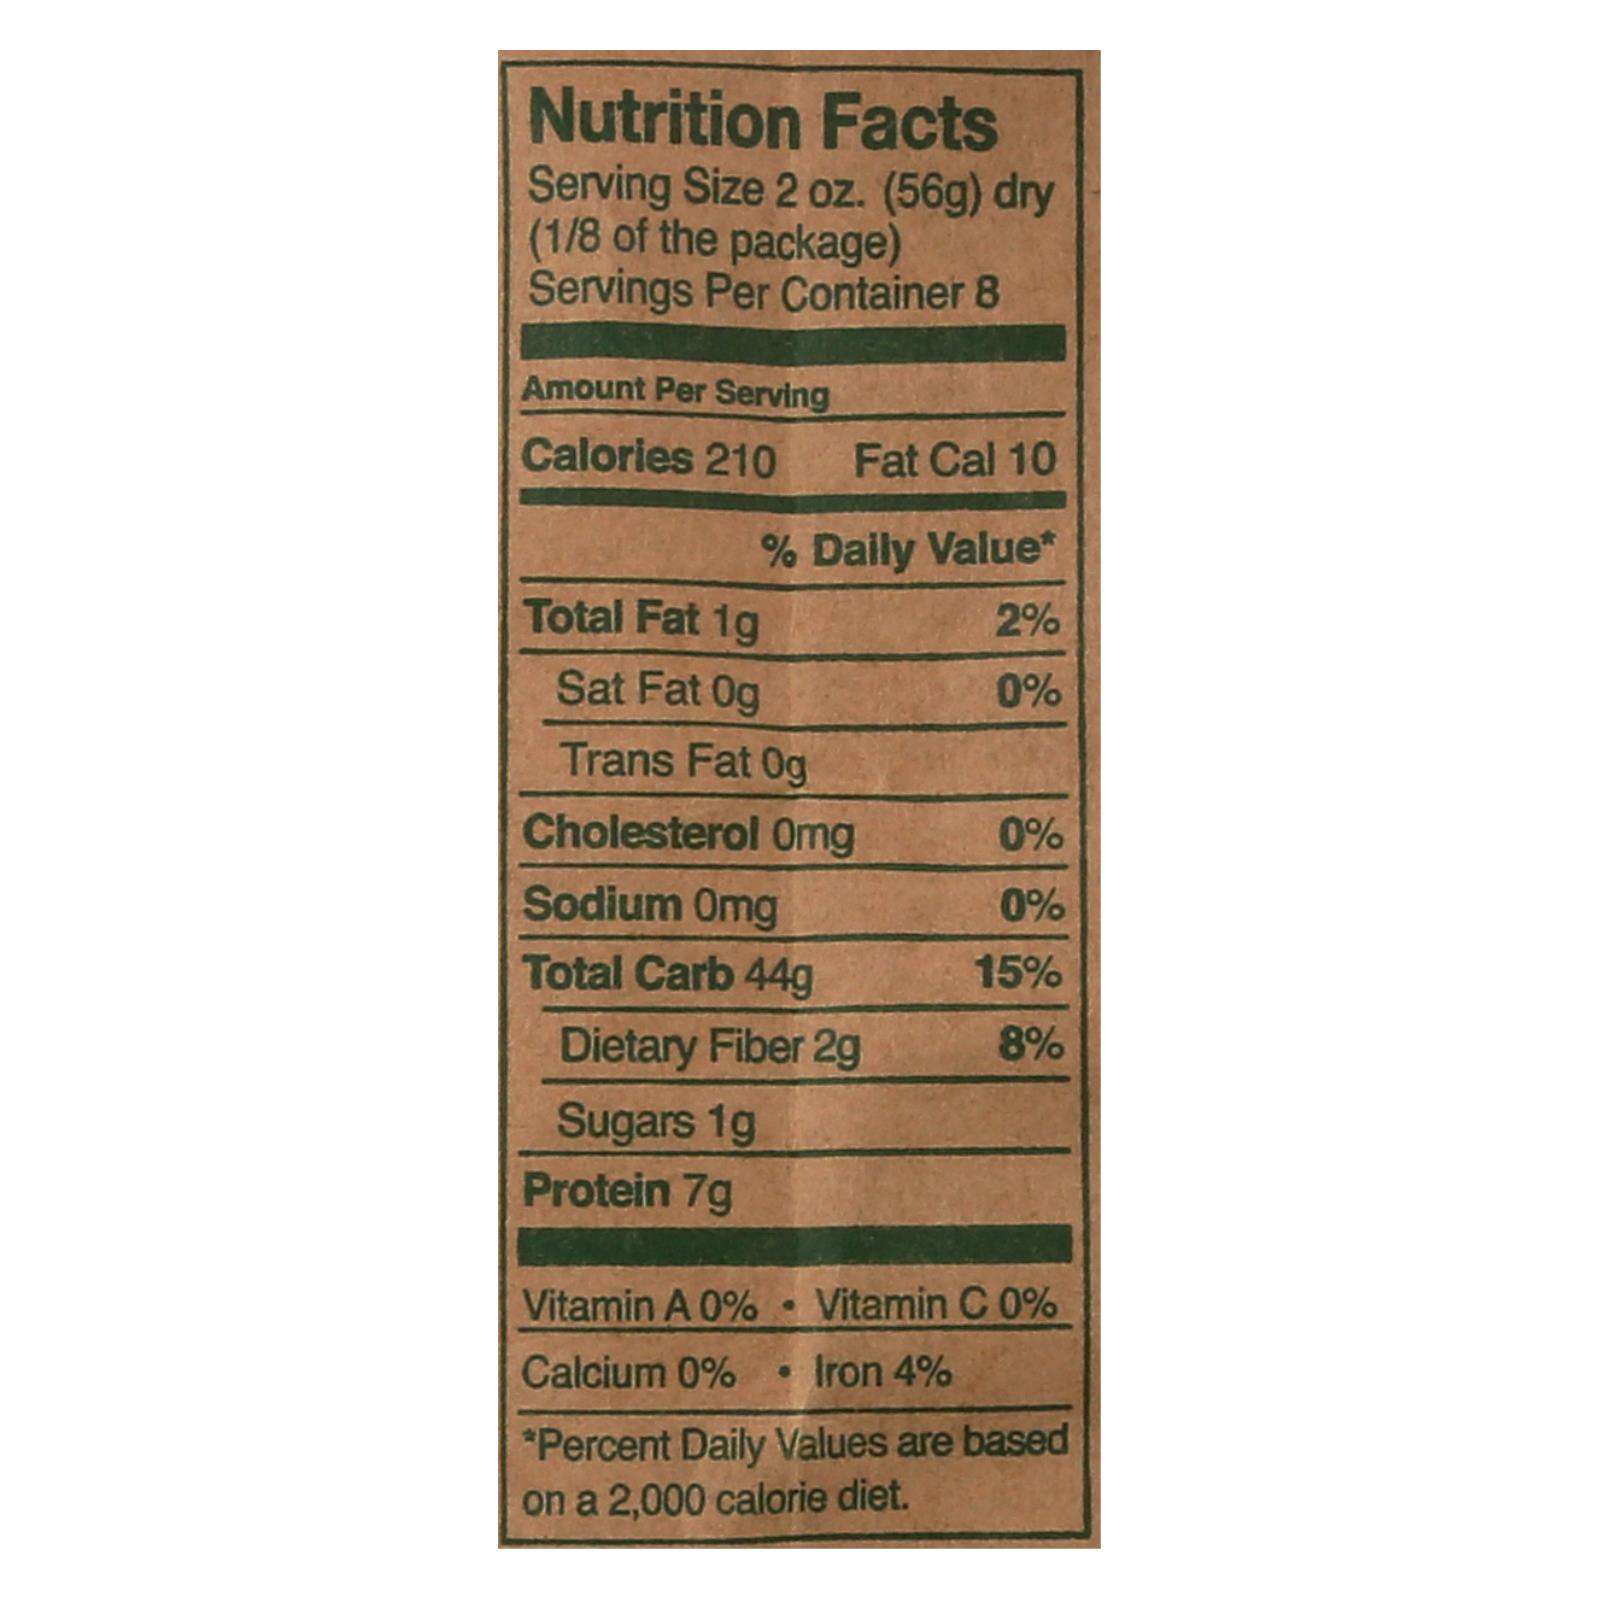 Nutrition Facts
Serving Size 2 oz. (56g) dry
(1/8 of the package)
Servings Per Container 8
Amount Per Serving
Calories 210 Fat Cal 10
% Daily Value*
Total Fat 1g 2%
Sat Fat 0g 0%
Trans Fat 0g
Cholesterol 0mg 0%
Sodium 0mg 0%
Total Carb 44g 15%
Dietary Fiber 2g 8%
Sugars 1g
Protein 7g
Vitamin A 0% • Vitamin C 0%
Calcium 0% • Iron 4%
*Percent Daily Values are based
on a 2,000 calorie diet.